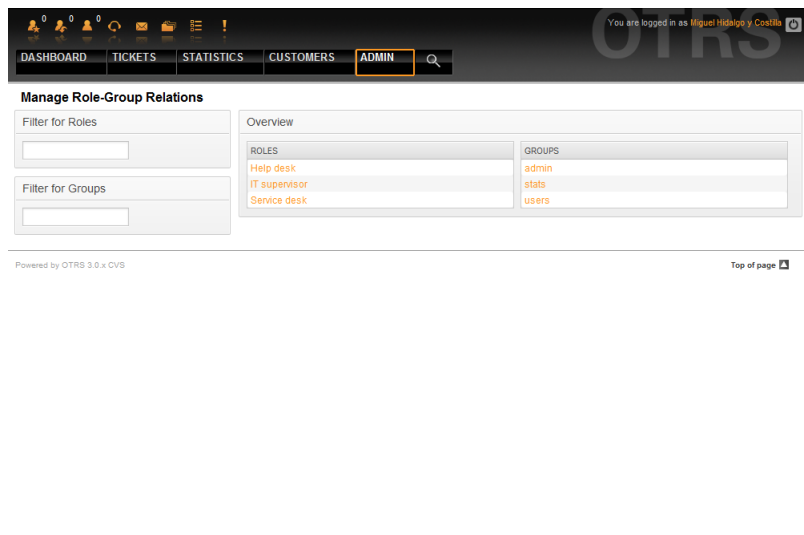 0 0 0
You are logged in as Miguel Hidalgo y Costilla
OTRS
DASHBOARD TICKETS STATISTICS CUSTOMERS ADMIN
Manage Role-Group Relations
Filter for Roles
Filter for Groups
Overview
ROLES GROUPS
Help desk admin
IT supervisor stats
Service desk users
Powered by OTRS 3.0.x CVS
Top of page